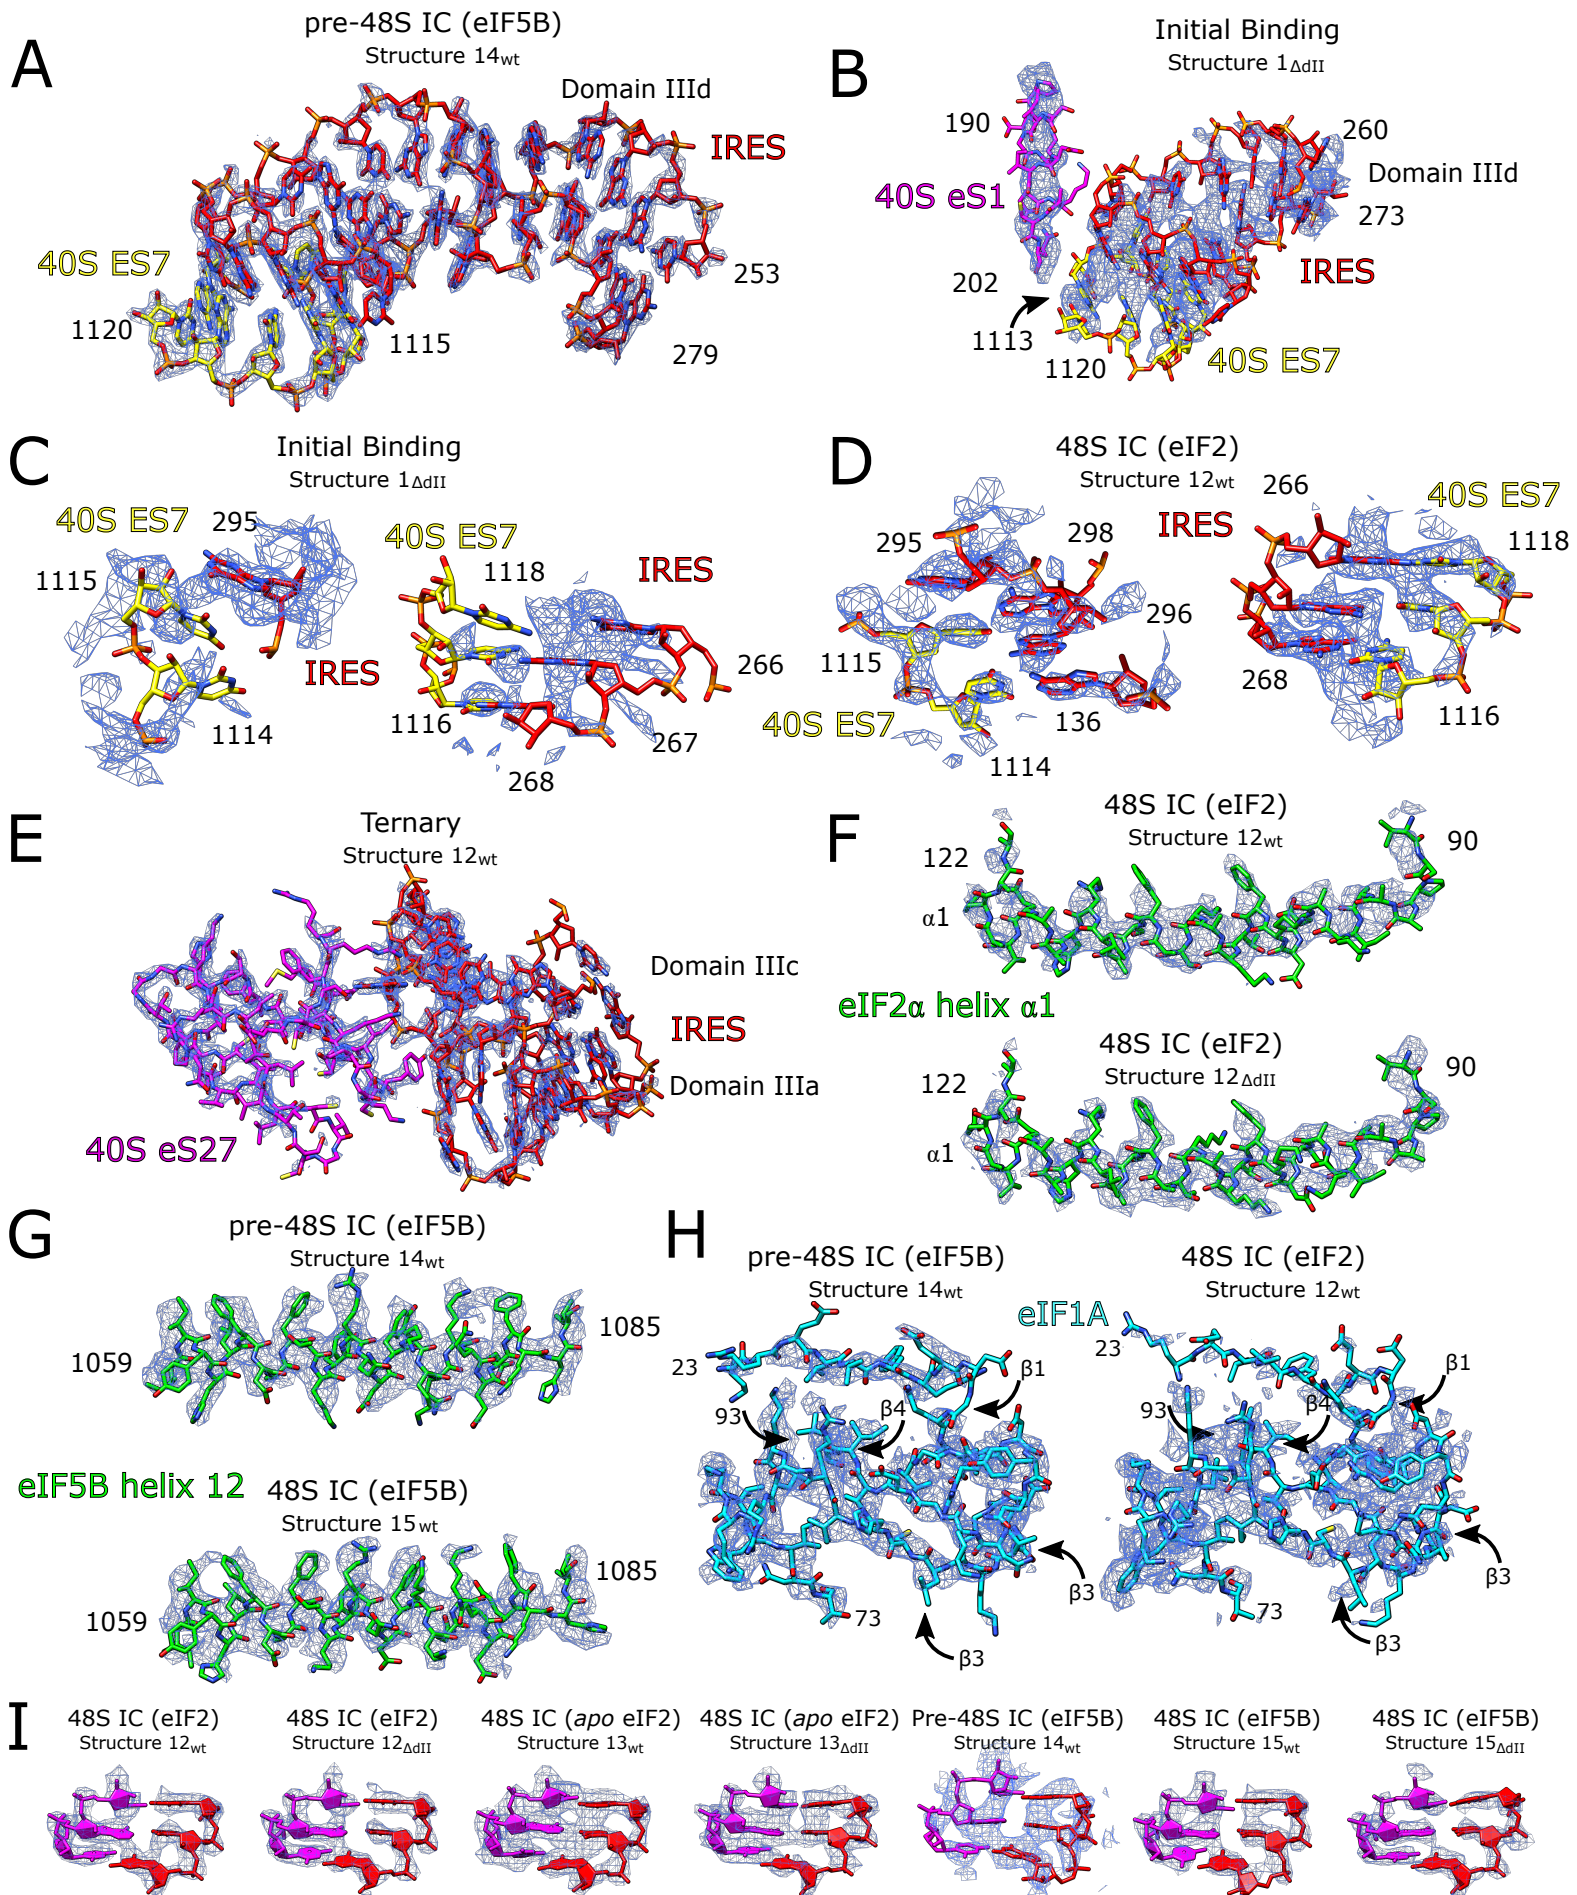 A
pre-48S IC (eIF5B)
Structure 14wt
Domain IIId
IRES
40S ES7
1120
1115
253
279
B
Initial Binding
Structure 1ΔdII
190
40S eS1
202
1113
1120
40S ES7
IRES
260
Domain IIId
273
C
Initial Binding
Structure 1ΔdII
40S ES7
295
1115
IRES
1114
40S ES7
1118
IRES
1116
268
267
266
D
48S IC (eIF2)
Structure 12wt
295
298
IRES
296
1115
40S ES7
136
1114
266
40S ES7
1118
268
1116
E
Ternary
Structure 12wt
Domain IIIc
IRES
Domain IIIa
40S eS27
F
48S IC (eIF2)
Structure 12wt
122
90
α1
eIF2α helix α1
48S IC (eIF2)
Structure 12ΔdII
122
90
α1
G
pre-48S IC (eIF5B)
Structure 14wt
1059
1085
eIF5B helix 12
48S IC (eIF5B)
Structure 15wt
1059
1085
H
pre-48S IC (eIF5B)
Structure 14wt
eIF1A
23
93
β4
β1
73
β3
β3
48S IC (eIF2)
Structure 12wt
23
93
β4
β1
73
β3
β3
I
48S IC (eIF2)
Structure 12wt
48S IC (eIF2)
Structure 12ΔdII
48S IC (apo eIF2)
Structure 13wt
48S IC (apo eIF2)
Structure 13ΔdII
Pre-48S IC (eIF5B)
Structure 14wt
48S IC (eIF5B)
Structure 15wt
48S IC (eIF5B)
Structure 15ΔdII